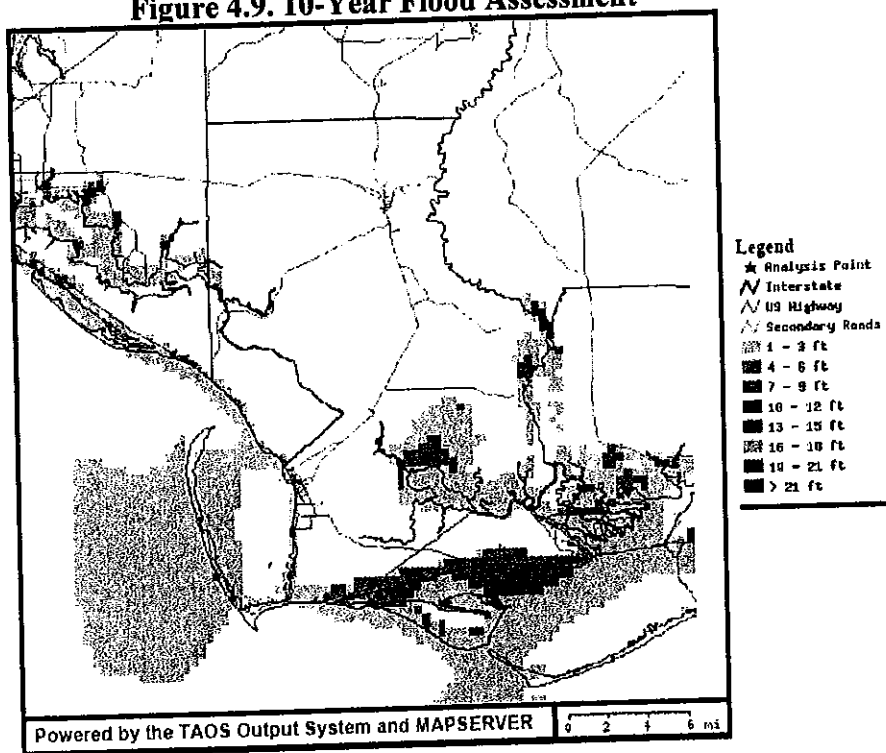 Figure 4.9. 10-Year Flood Assessment
Legend
Analysis Point
Interstate
US Highway
Secondary Roads
1 - 3 ft
4 - 6 ft
7 - 9 ft
10 - 12 ft
13 - 15 ft
16 - 18 ft
19 - 21 ft
> 21 ft
Powered by the TAOS Output System and MAPSERVER
0 2 4 6 mi